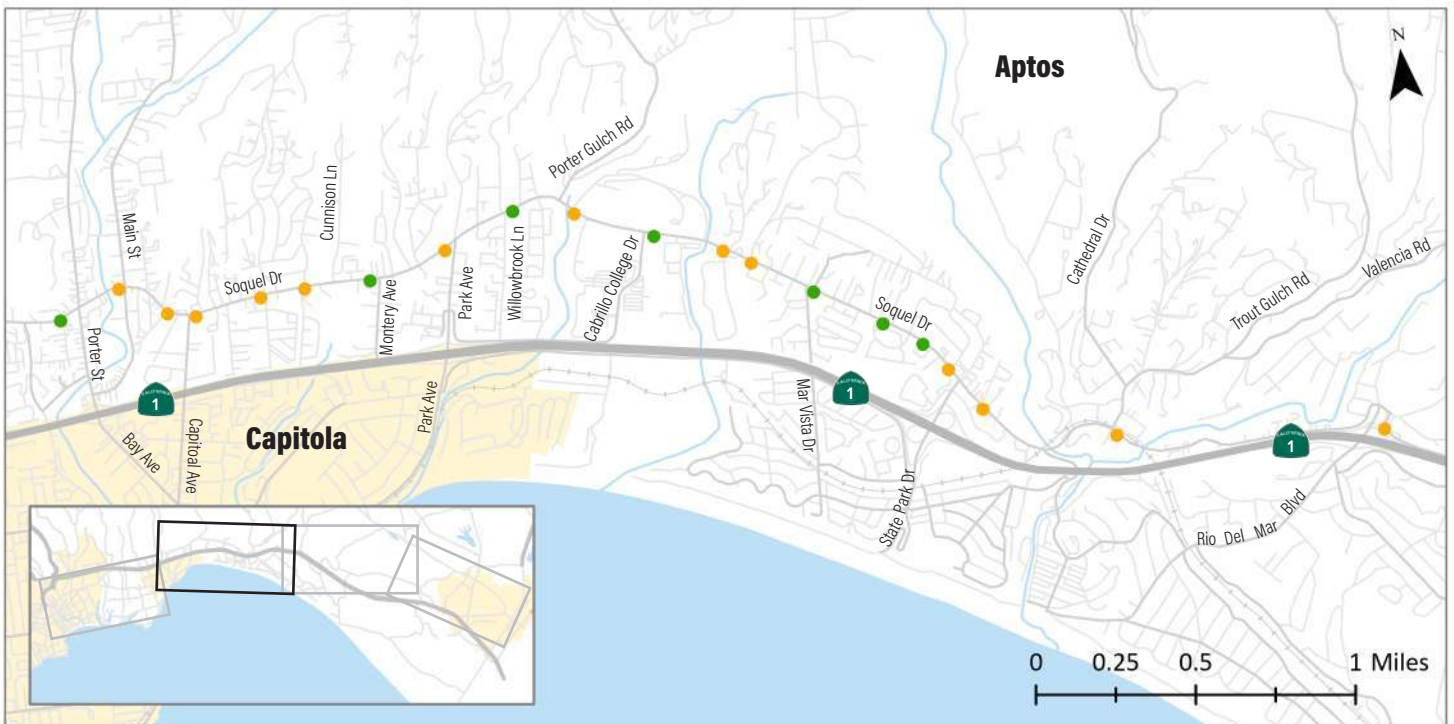 Aptos
N
Porter Gulch Rd
Main St
Cunnison Ln
Soquel Dr
Montery Ave
Park Ave
Willowbrook Ln
Cabrillo College Dr
Soquel Dr
Cathedral Dr
Trout Gulch Rd
Valencia Rd
Porter St
1
Bay Ave
Capitoal Ave
Capitola
Park Ave
Mar Vista Dr
1
State Park Dr
1
Rio Del Mar Blvd
0 0.25 0.5 1 Miles